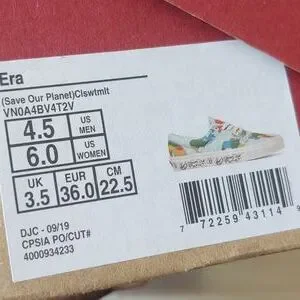 Era
(Save Our Planet)Clswtmlt
VN0A4BV4T2V
4.5 US MEN
6.0 US WOMEN
UK 3.5 EUR 36.0 CM 22.5
DJC - 09/19
CPSIA PO/CUT#
4000934233
7 72259 43114